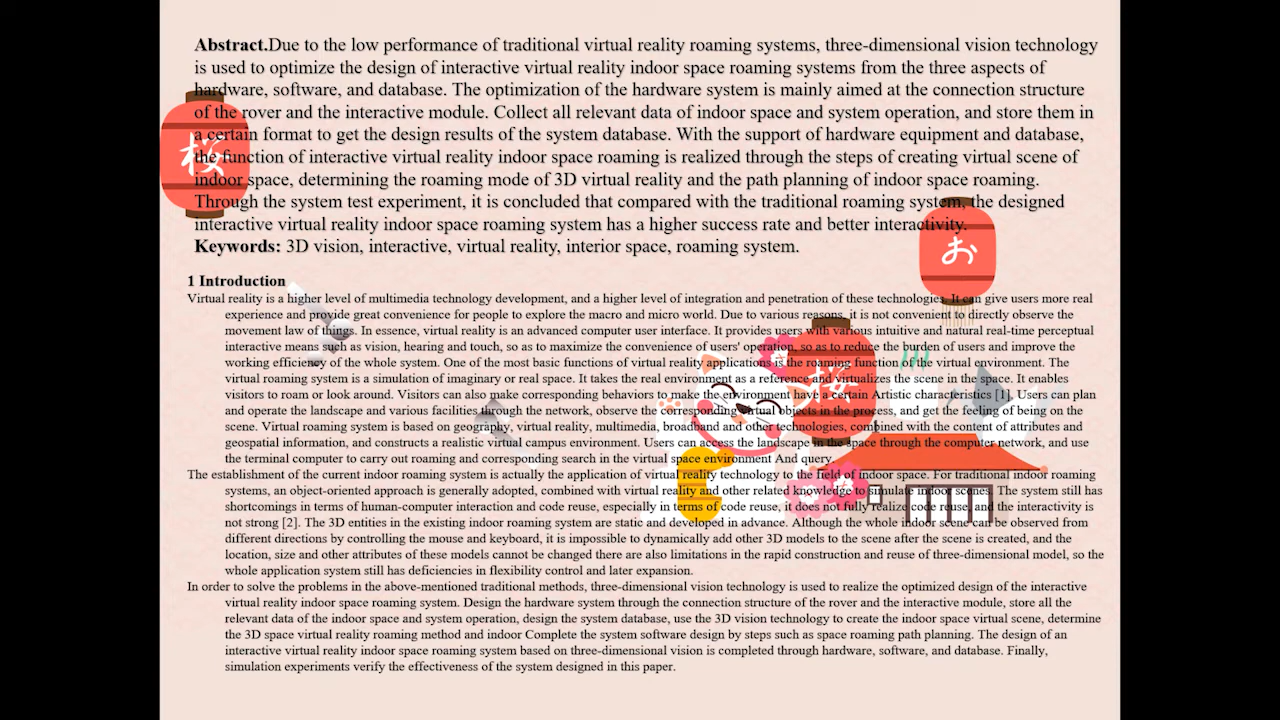 Abstract.Due to the low performance of traditional virtual reality roaming systems, three-dimensional vision technology
is used to optimize the design of interactive virtual reality indoor space roaming systems from the three aspects of
hardware, software, and database. The optimization of the hardware system is mainly aimed at the connection structure
of the rover and the interactive module. Collect all relevant data of indoor space and system operation, and store them in
a certain format to get the design results of the system database. With the support of hardware equipment and database,
the function of interactive virtual reality indoor space roaming is realized through the steps of creating virtual scene of
indoor space, determining the roaming mode of 3D virtual reality and the path planning of indoor space roaming.
Through the system test experiment, it is concluded that compared with the traditional roaming system, the designed
interactive virtual reality indoor space roaming system has a higher success rate and better interactivity.
Keywords: 3D vision, interactive, virtual reality, interior space, roaming system.
桜
お
1 Introduction
Virtual reality is a higher level of multimedia technology development, and a higher level of integration and penetration of these technologies. It can give users more real
experience and provide great convenience for people to explore the macro and micro world. Due to various reasons, it is not convenient to directly observe the
movement law of things. In essence, virtual reality is an advanced computer user interface. It provides users with various intuitive and natural real-time perceptual
interactive means such as vision, hearing and touch, so as to maximize the convenience of users' operation, so as to reduce the burden of users and improve the
working efficiency of the whole system. One of the most basic functions of virtual reality applications is the roaming function of the virtual environment. The
virtual roaming system is a simulation of imaginary or real space. It takes the real environment as a reference and virtualizes the scene in the space. It enables
visitors to roam or look around. Visitors can also make corresponding behaviors to make the environment have a certain Artistic characteristics [1]. Users can plan
and operate the landscape and various facilities through the network, observe the corresponding virtual objects in the process, and get the feeling of being on the
scene. Virtual roaming system is based on geography, virtual reality, multimedia, broadband and other technologies, combined with the content of attributes and
geospatial information, and constructs a realistic virtual campus environment. Users can access the landscape in the space through the computer network, and use
the terminal computer to carry out roaming and corresponding search in the virtual space environment And query.
桜
The establishment of the current indoor roaming system is actually the application of virtual reality technology to the field of indoor space. For traditional indoor roaming
systems, an object-oriented approach is generally adopted, combined with virtual reality and other related knowledge to simulate indoor scenes. The system still has
shortcomings in terms of human-computer interaction and code reuse, especially in terms of code reuse, it does not fully realize code reuse, and the interactivity is
not strong [2]. The 3D entities in the existing indoor roaming system are static and developed in advance. Although the whole indoor scene can be observed from
different directions by controlling the mouse and keyboard, it is impossible to dynamically add other 3D models to the scene after the scene is created, and the
location, size and other attributes of these models cannot be changed there are also limitations in the rapid construction and reuse of three-dimensional model, so the
whole application system still has deficiencies in flexibility control and later expansion.
In order to solve the problems in the above-mentioned traditional methods, three-dimensional vision technology is used to realize the optimized design of the interactive
virtual reality indoor space roaming system. Design the hardware system through the connection structure of the rover and the interactive module, store all the
relevant data of the indoor space and system operation, design the system database, use the 3D vision technology to create the indoor space virtual scene, determine
the 3D space virtual reality roaming method and indoor Complete the system software design by steps such as space roaming path planning. The design of an
interactive virtual reality indoor space roaming system based on three-dimensional vision is completed through hardware, software, and database. Finally,
simulation experiments verify the effectiveness of the system designed in this paper.